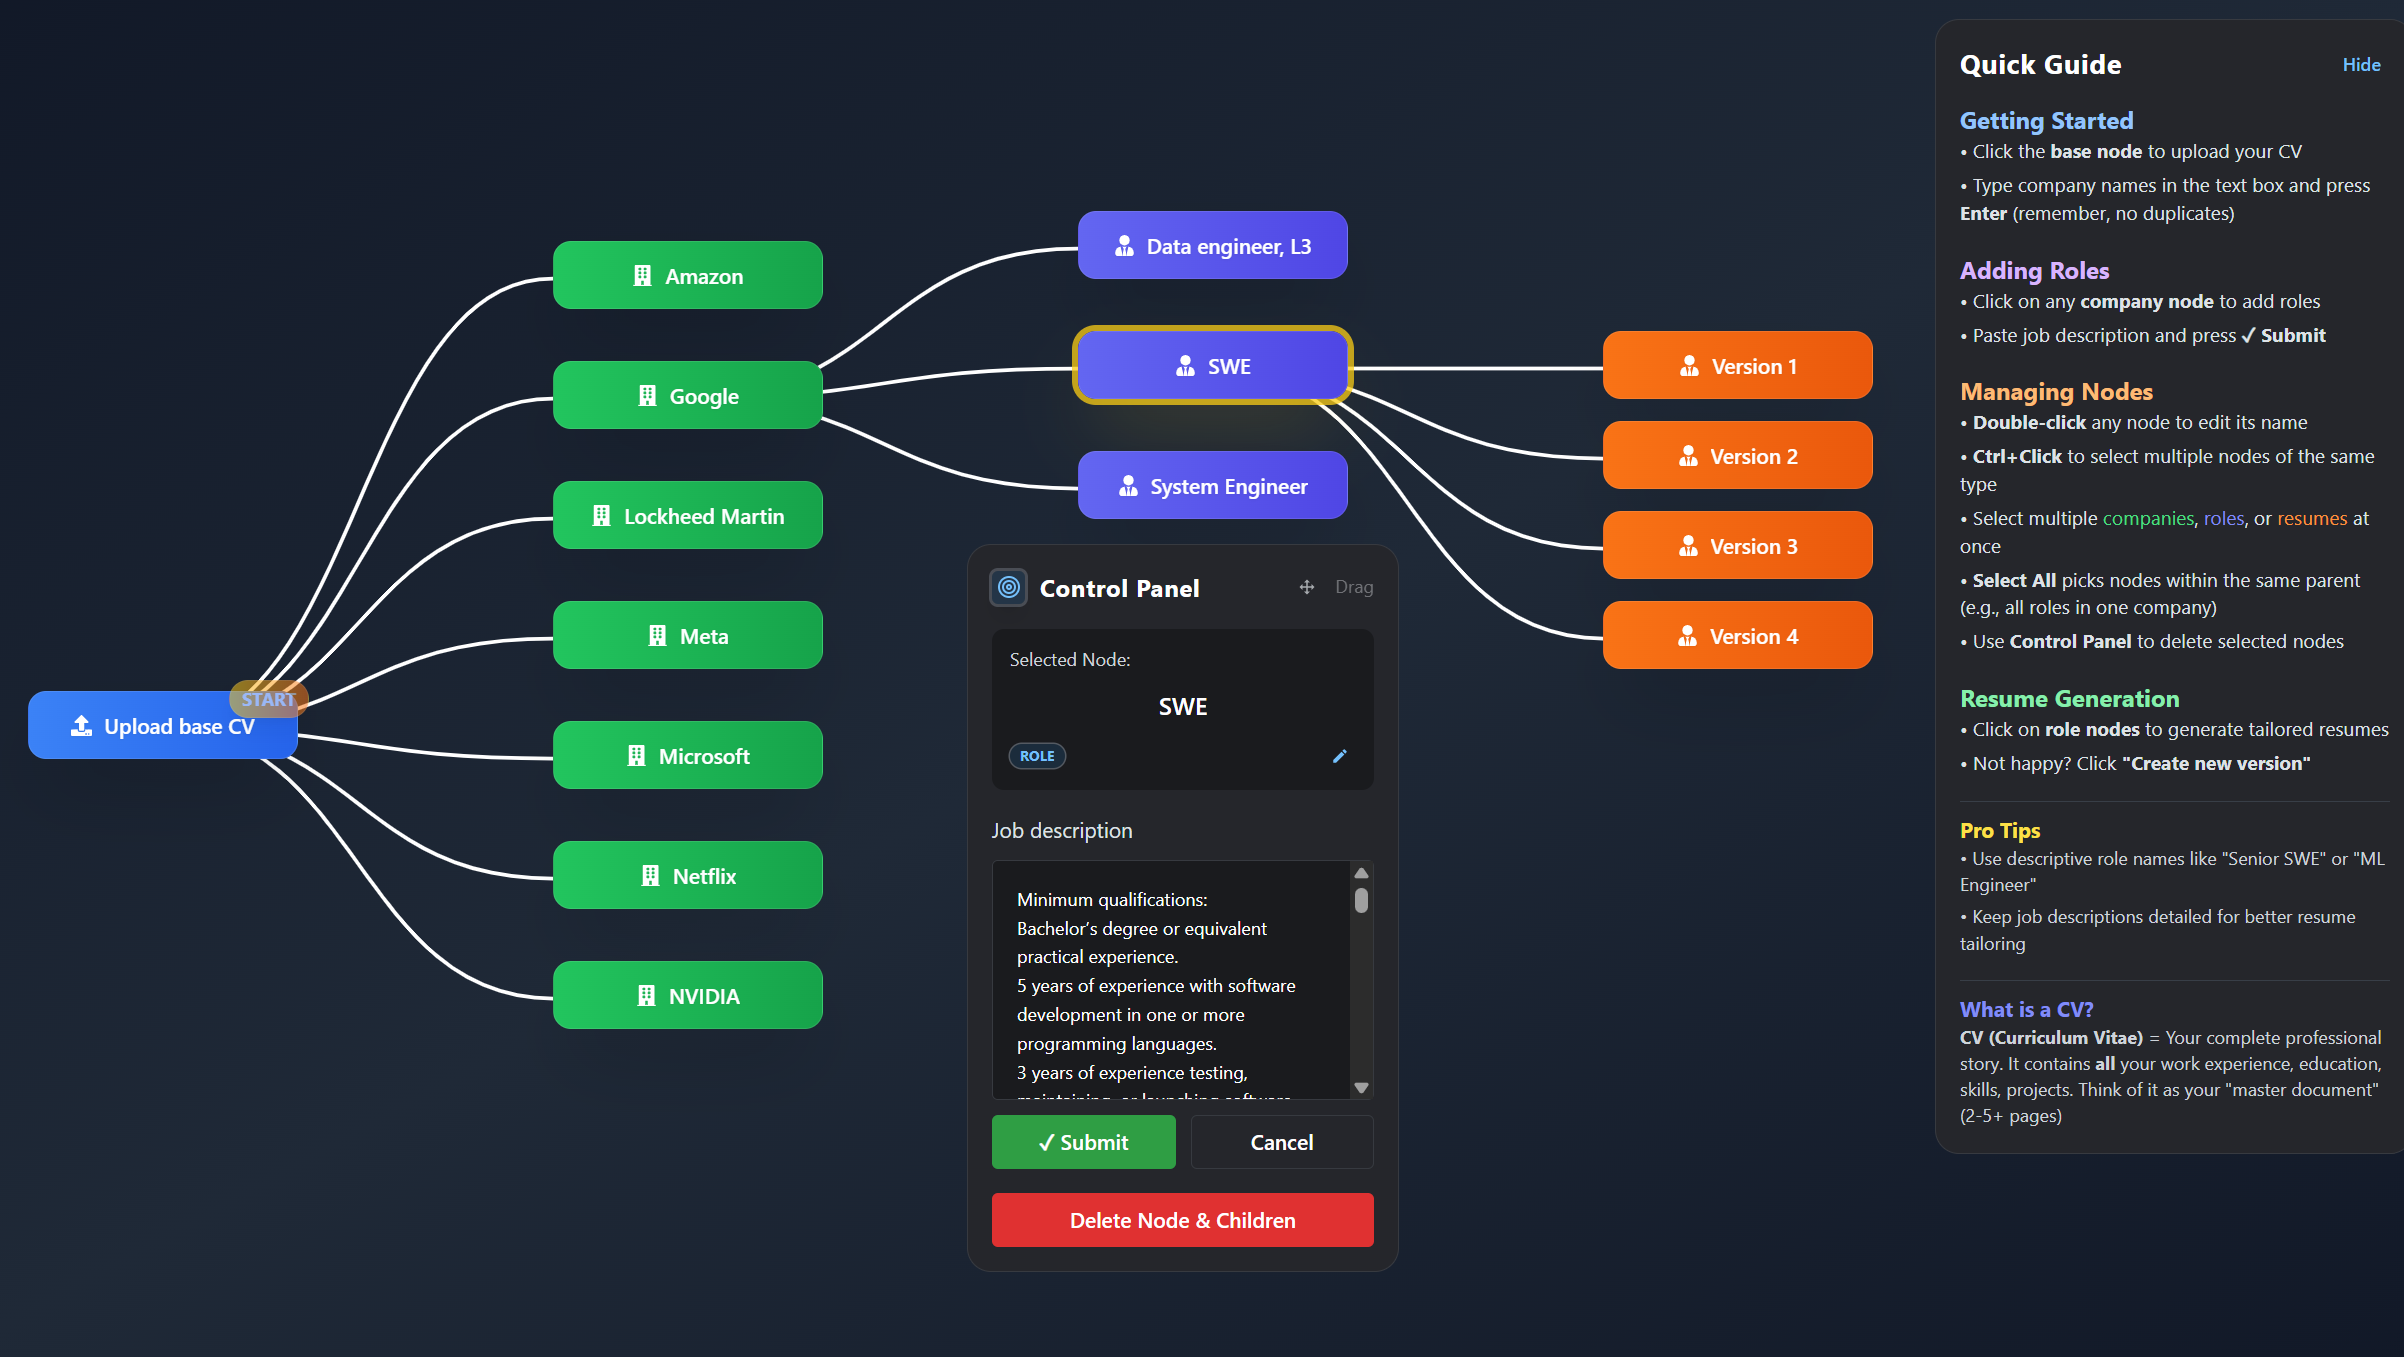 START
Upload base CV
Amazon
Google
Lockheed Martin
Meta
Microsoft
Netflix
NVIDIA
Data engineer, L3
SWE
System Engineer
Version 1
Version 2
Version 3
Version 4
Control Panel
Drag
Selected Node:
SWE
ROLE
Job description
Minimum qualifications:
Bachelor’s degree or equivalent
practical experience.
5 years of experience with software
development in one or more
programming languages.
3 years of experience testing,
maintaining, or launching software
✓ Submit
Cancel
Delete Node & Children
Quick Guide
Hide
Getting Started
• Click the base node to upload your CV
• Type company names in the text box and press
Enter (remember, no duplicates)
Adding Roles
• Click on any company node to add roles
• Paste job description and press ✓ Submit
Managing Nodes
• Double-click any node to edit its name
• Ctrl+Click to select multiple nodes of the same
type
• Select multiple companies, roles, or resumes at
once
• Select All picks nodes within the same parent
(e.g., all roles in one company)
• Use Control Panel to delete selected nodes
Resume Generation
• Click on role nodes to generate tailored resumes
• Not happy? Click "Create new version"
Pro Tips
• Use descriptive role names like "Senior SWE" or "ML
Engineer"
• Keep job descriptions detailed for better resume
tailoring
What is a CV?
CV (Curriculum Vitae) = Your complete professional
story. It contains all your work experience, education,
skills, projects. Think of it as your "master document"
(2-5+ pages)